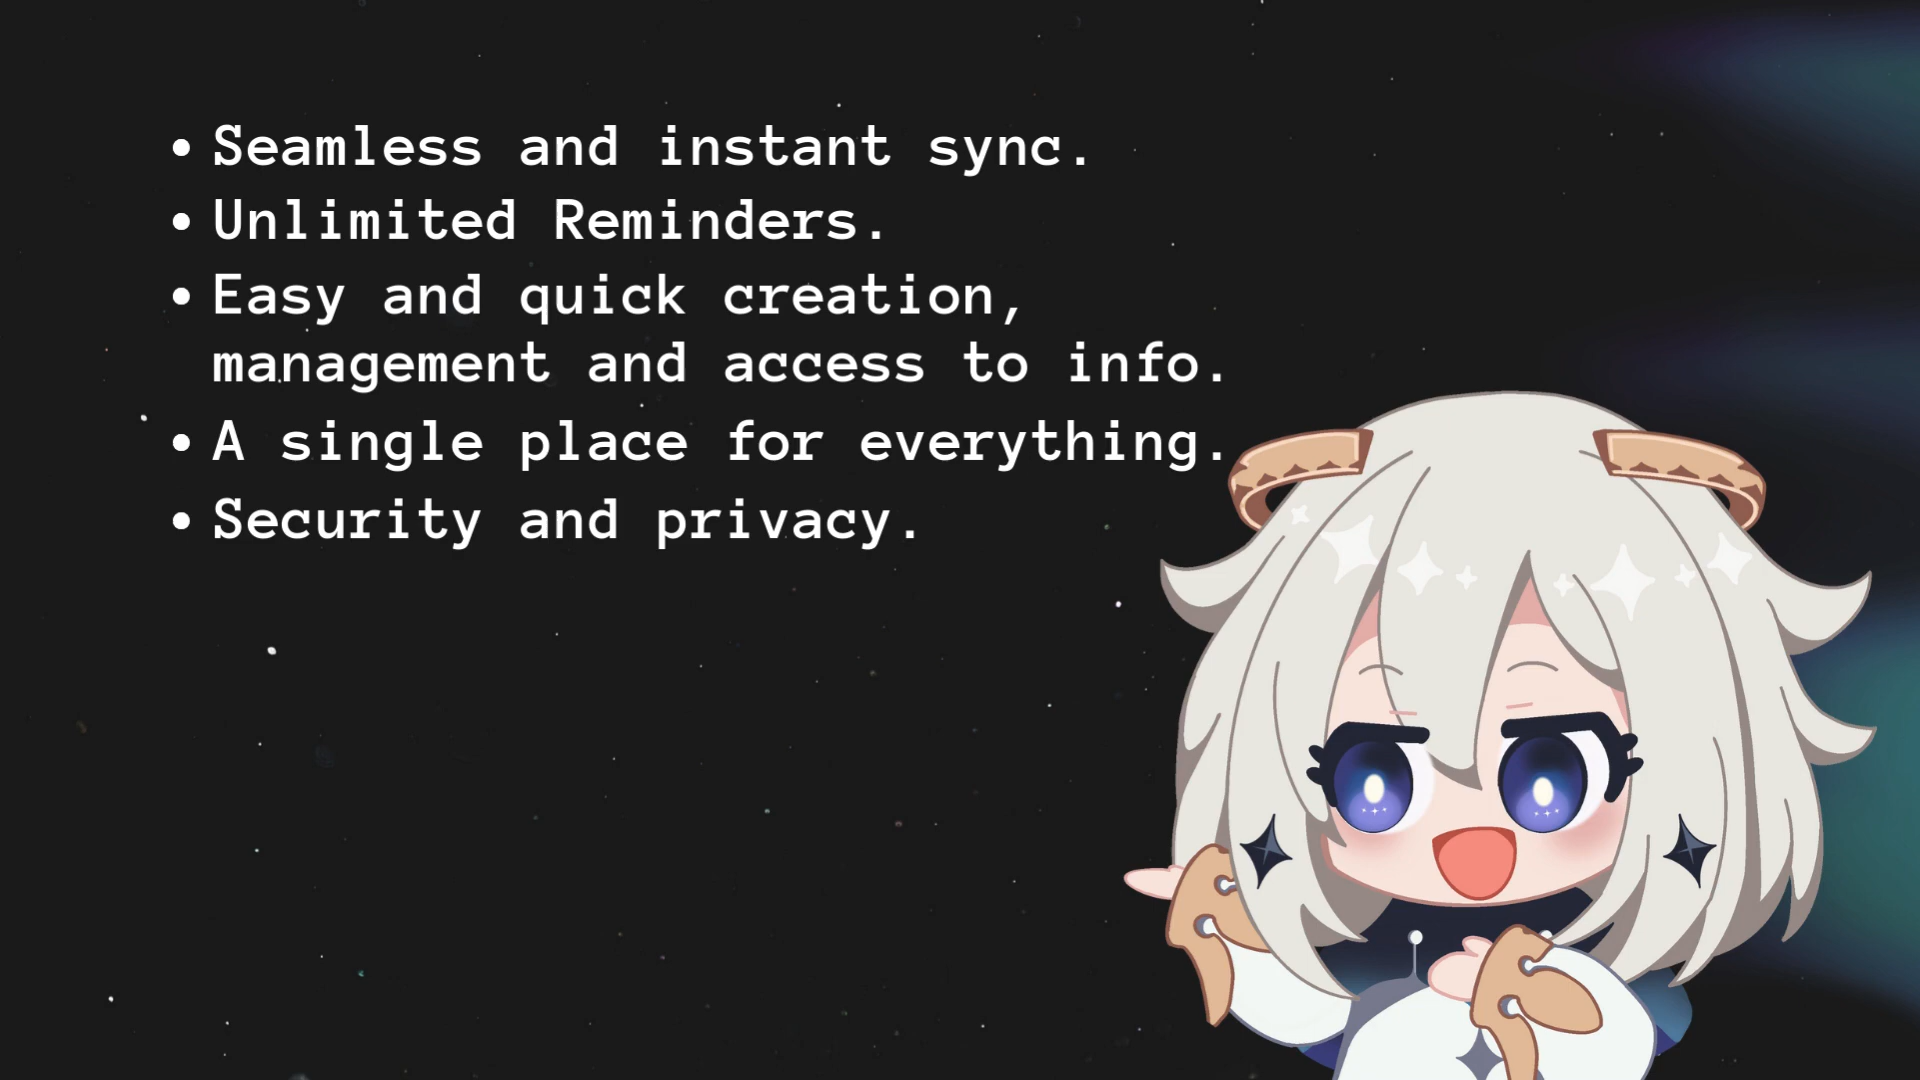 • Seamless and instant sync.
• Unlimited Reminders.
• Easy and quick creation,
management and access to info.
• A single place for everything.
• Security and privacy.